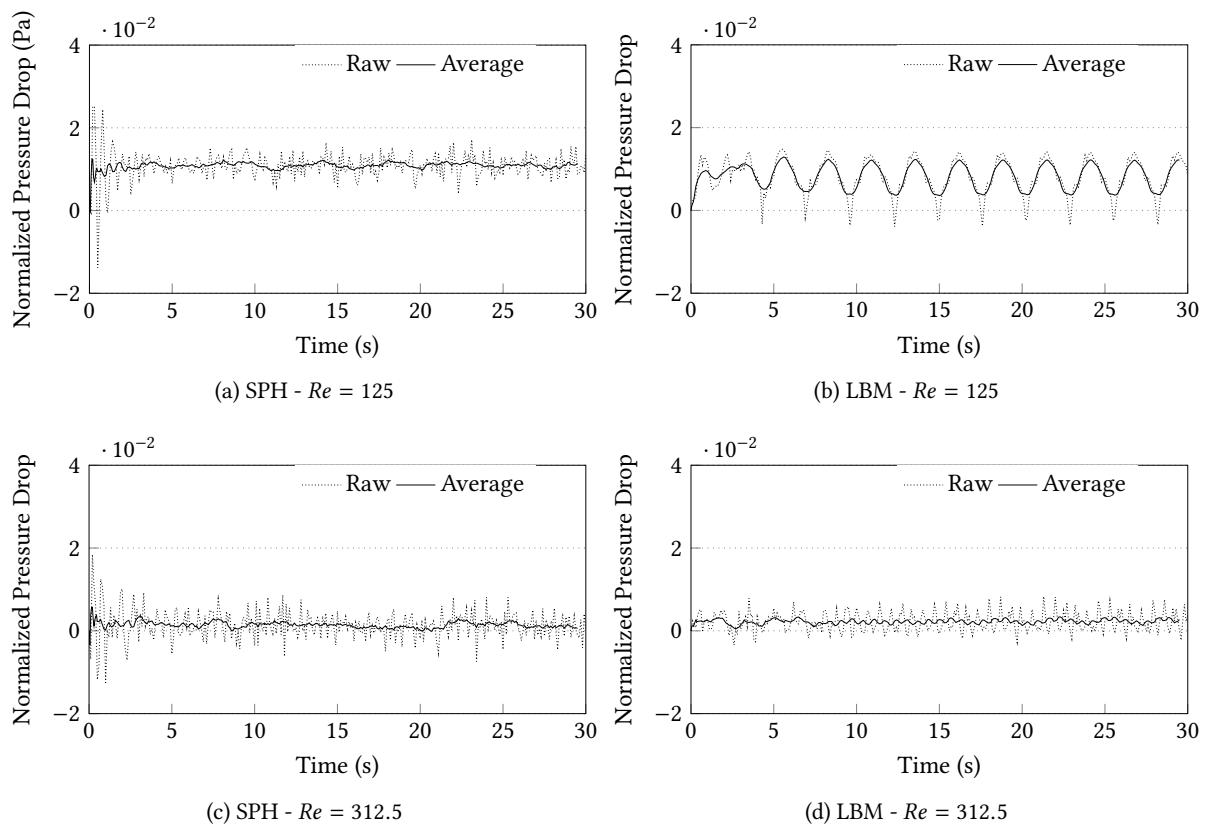 · 10⁻²
4
2
0
−2
0 5 10 15 20 25 30
Time (s)
Normalized Pressure Drop (Pa)
Raw Average
(a) SPH - Re = 125
· 10⁻²
4
2
0
−2
0 5 10 15 20 25 30
Time (s)
Normalized Pressure Drop
Raw Average
(b) LBM - Re = 125
· 10⁻²
4
2
0
−2
0 5 10 15 20 25 30
Time (s)
Normalized Pressure Drop
Raw Average
(c) SPH - Re = 312.5
· 10⁻²
4
2
0
−2
0 5 10 15 20 25 30
Time (s)
Normalized Pressure Drop
Raw Average
(d) LBM - Re = 312.5